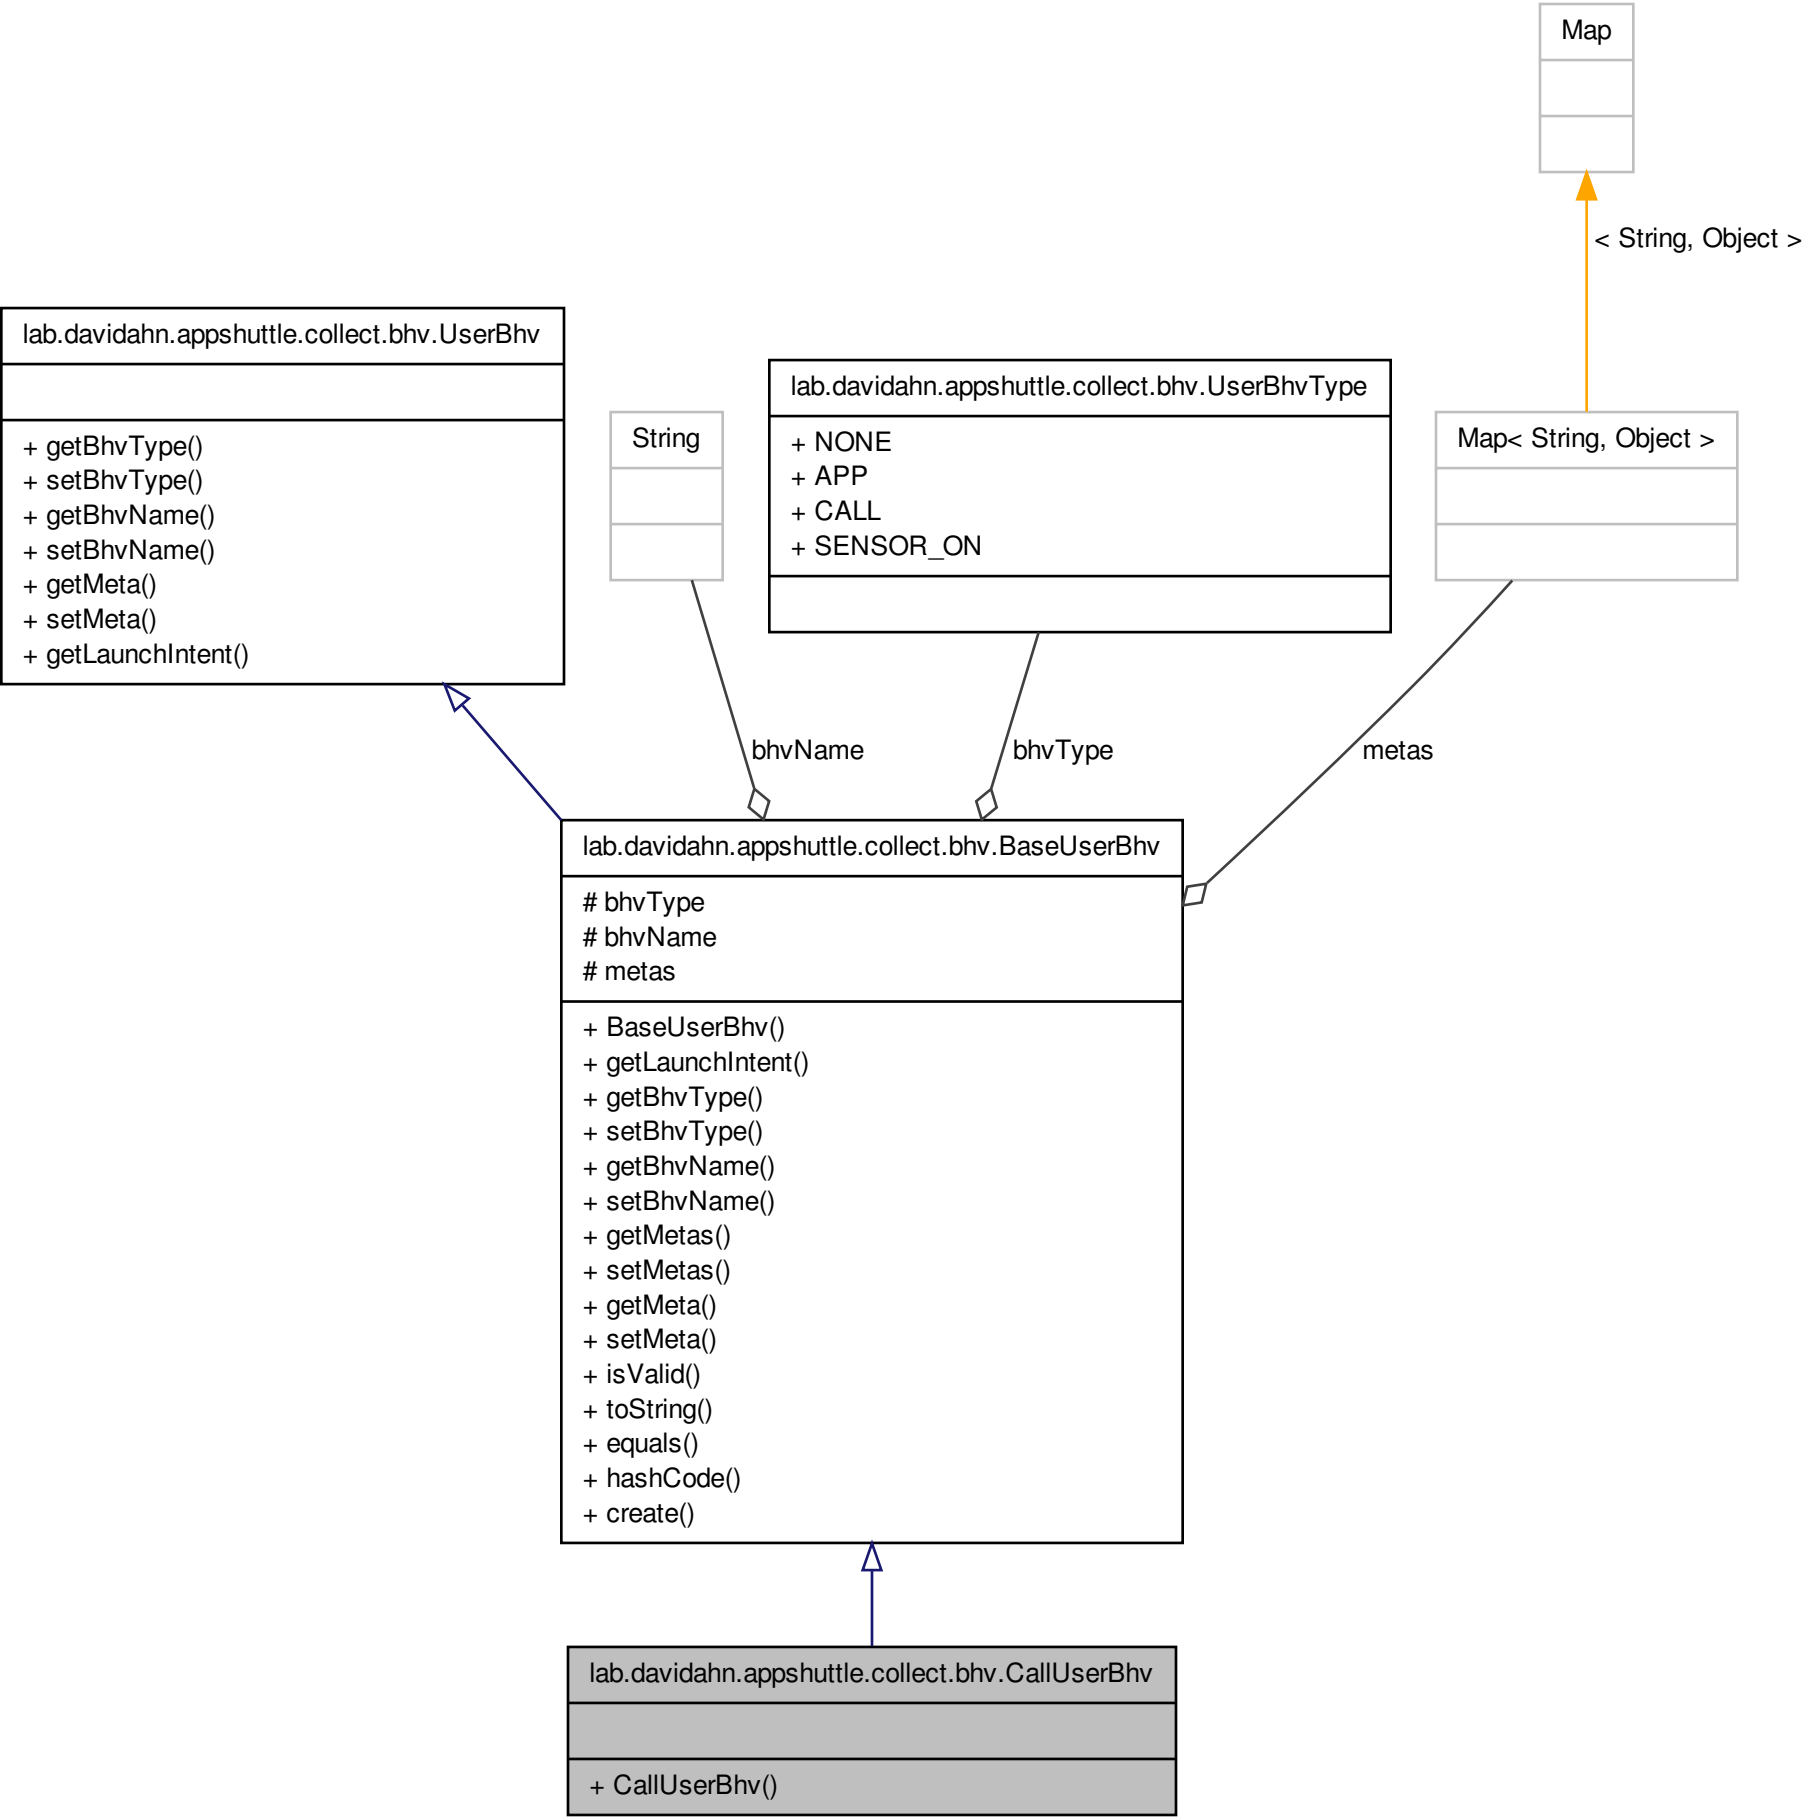 Map
< String, Object >
lab.davidahn.appshuttle.collect.bhv.UserBhv
+ getBhvType()
+ setBhvType()
+ getBhvName()
+ setBhvName()
+ getMeta()
+ setMeta()
+ getLaunchIntent()
String
lab.davidahn.appshuttle.collect.bhv.UserBhvType
+ NONE
+ APP
+ CALL
+ SENSOR_ON
Map< String, Object >
bhvName
bhvType
metas
lab.davidahn.appshuttle.collect.bhv.BaseUserBhv
# bhvType
# bhvName
# metas
+ BaseUserBhv()
+ getLaunchIntent()
+ getBhvType()
+ setBhvType()
+ getBhvName()
+ setBhvName()
+ getMetas()
+ setMetas()
+ getMeta()
+ setMeta()
+ isValid()
+ toString()
+ equals()
+ hashCode()
+ create()
lab.davidahn.appshuttle.collect.bhv.CallUserBhv
+ CallUserBhv()